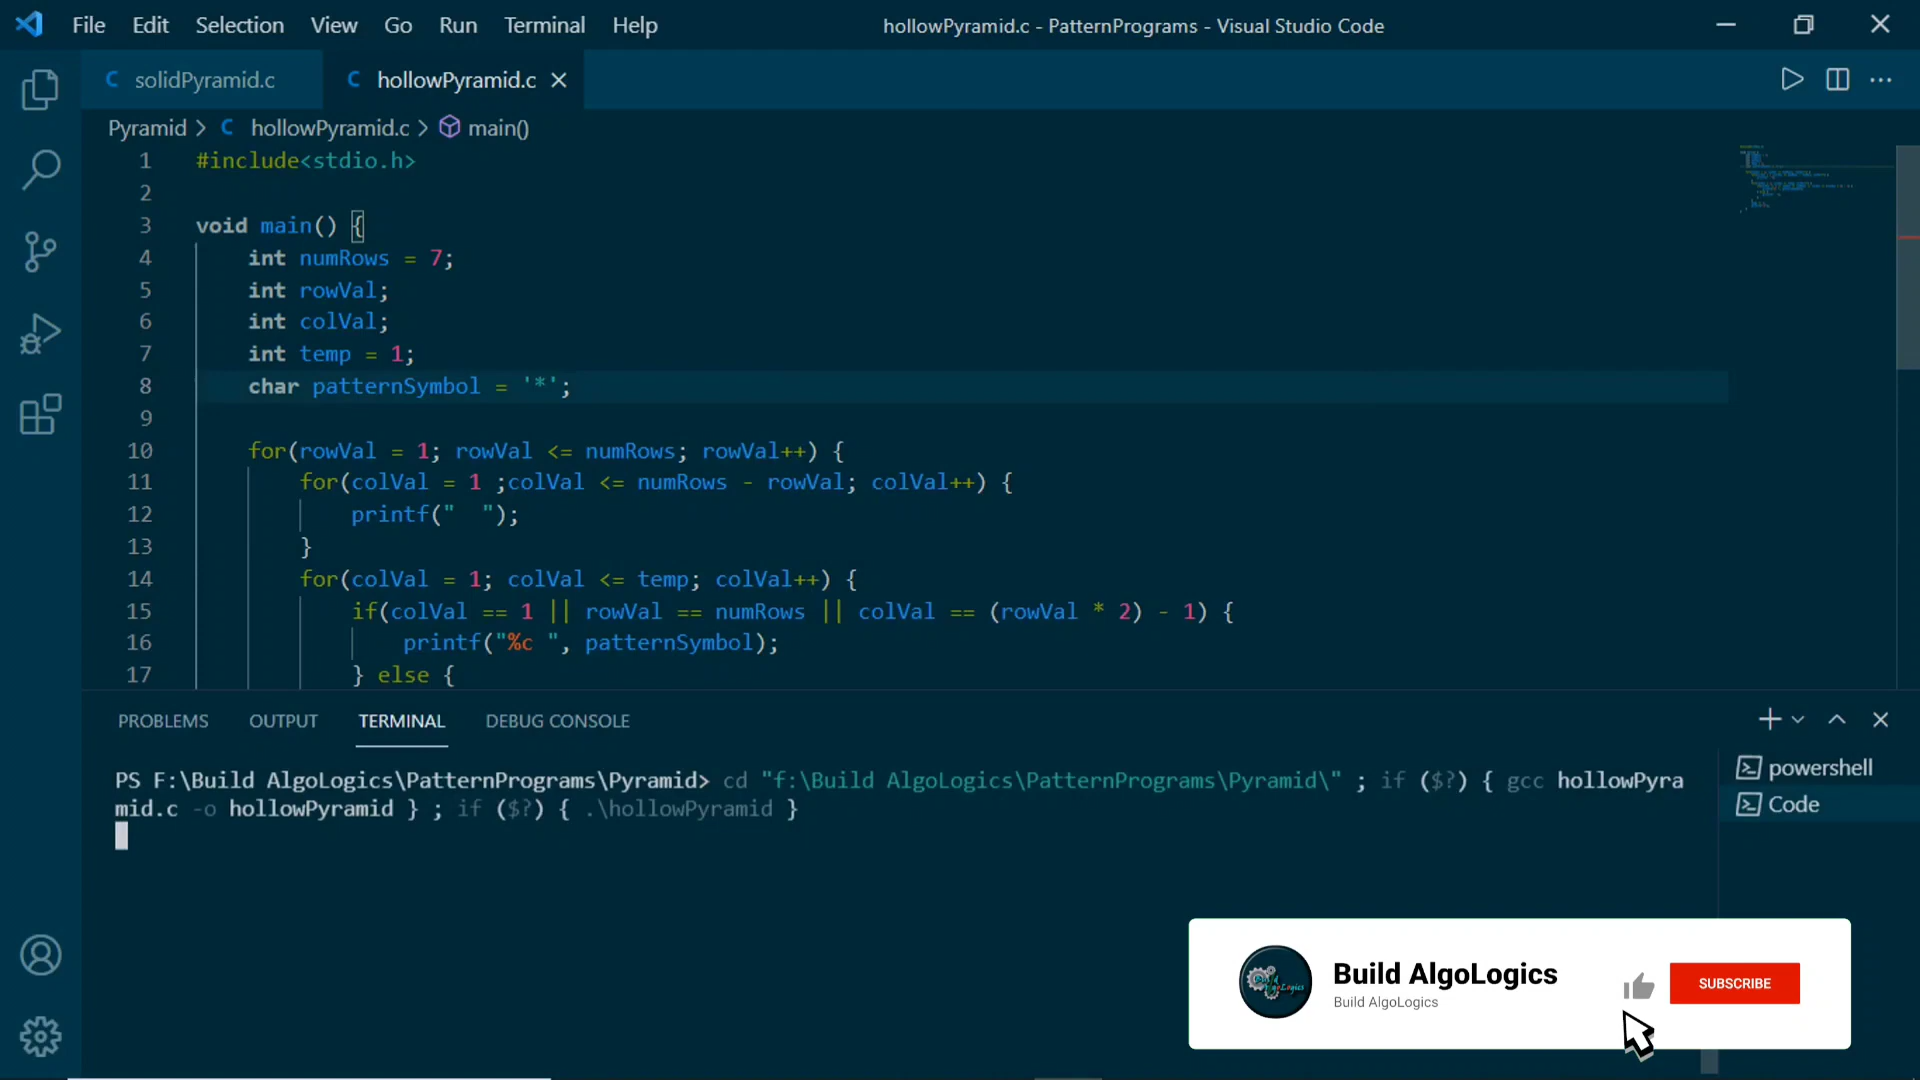 File Edit Selection View Go Run Terminal Help
hollowPyramid.c - PatternPrograms - Visual Studio Code
C solidPyramid.c
C hollowPyramid.c
Pyramid > C hollowPyramid.c > main()
1 #include<stdio.h>
2
3 void main() {
4 int numRows = 7;
5 int rowVal;
6 int colVal;
7 int temp = 1;
8 char patternSymbol = '*';
9
10 for(rowVal = 1; rowVal <= numRows; rowVal++) {
11 for(colVal = 1 ;colVal <= numRows - rowVal; colVal++) {
12 printf("  ");
13 }
14 for(colVal = 1; colVal <= temp; colVal++) {
15 if(colVal == 1 || rowVal == numRows || colVal == (rowVal * 2) - 1) {
16 printf("%c ", patternSymbol);
17 } else {
PROBLEMS OUTPUT TERMINAL DEBUG CONSOLE
PS F:\Build AlgoLogics\PatternPrograms\Pyramid> cd "f:\Build AlgoLogics\PatternPrograms\Pyramid\" ; if ($?) { gcc hollowPyra
mid.c -o hollowPyramid } ; if ($?) { .\hollowPyramid }
powershell
Code
Build AlgoLogics
Build AlgoLogics
SUBSCRIBE